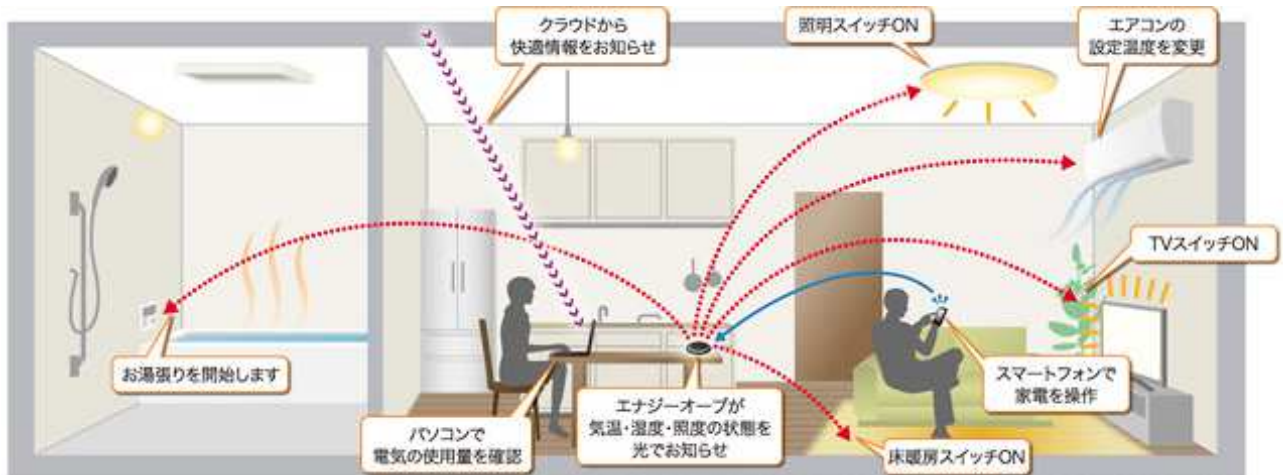 クラウドから
快適情報をお知らせ
照明スイッチON
エアコンの
設定温度を変更
TVスイッチON
お湯張りを開始します
パソコンで
電気の使用量を確認
エナジーオーブが
気温・湿度・照度の状態を
光でお知らせ
スマートフォンで
家電を操作
床暖房スイッチON